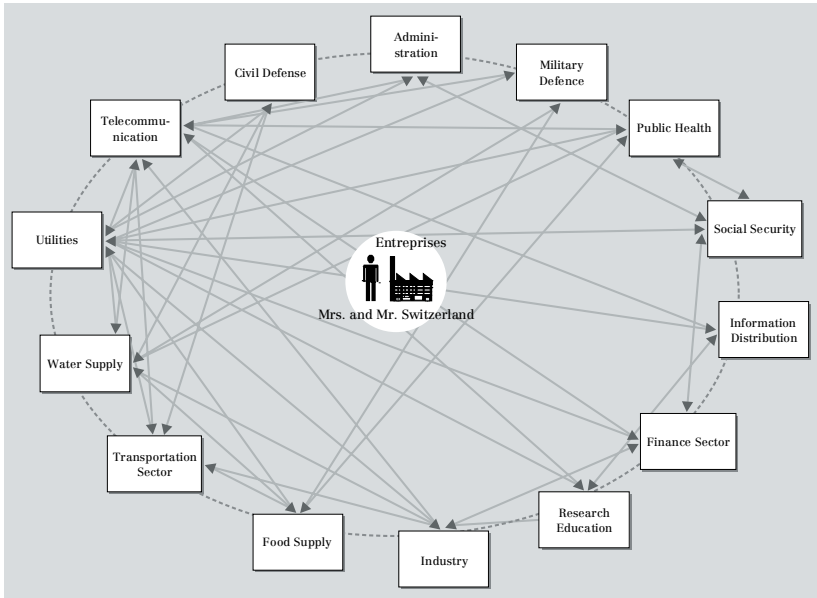 Admini-
stration
Civil Defense
Military
Defence
Telecommu-
nication
Public Health
Utilities
Social Security
Entreprises
Mrs. and Mr. Switzerland
Information
Distribution
Water Supply
Finance Sector
Transportation
Sector
Research
Education
Food Supply
Industry